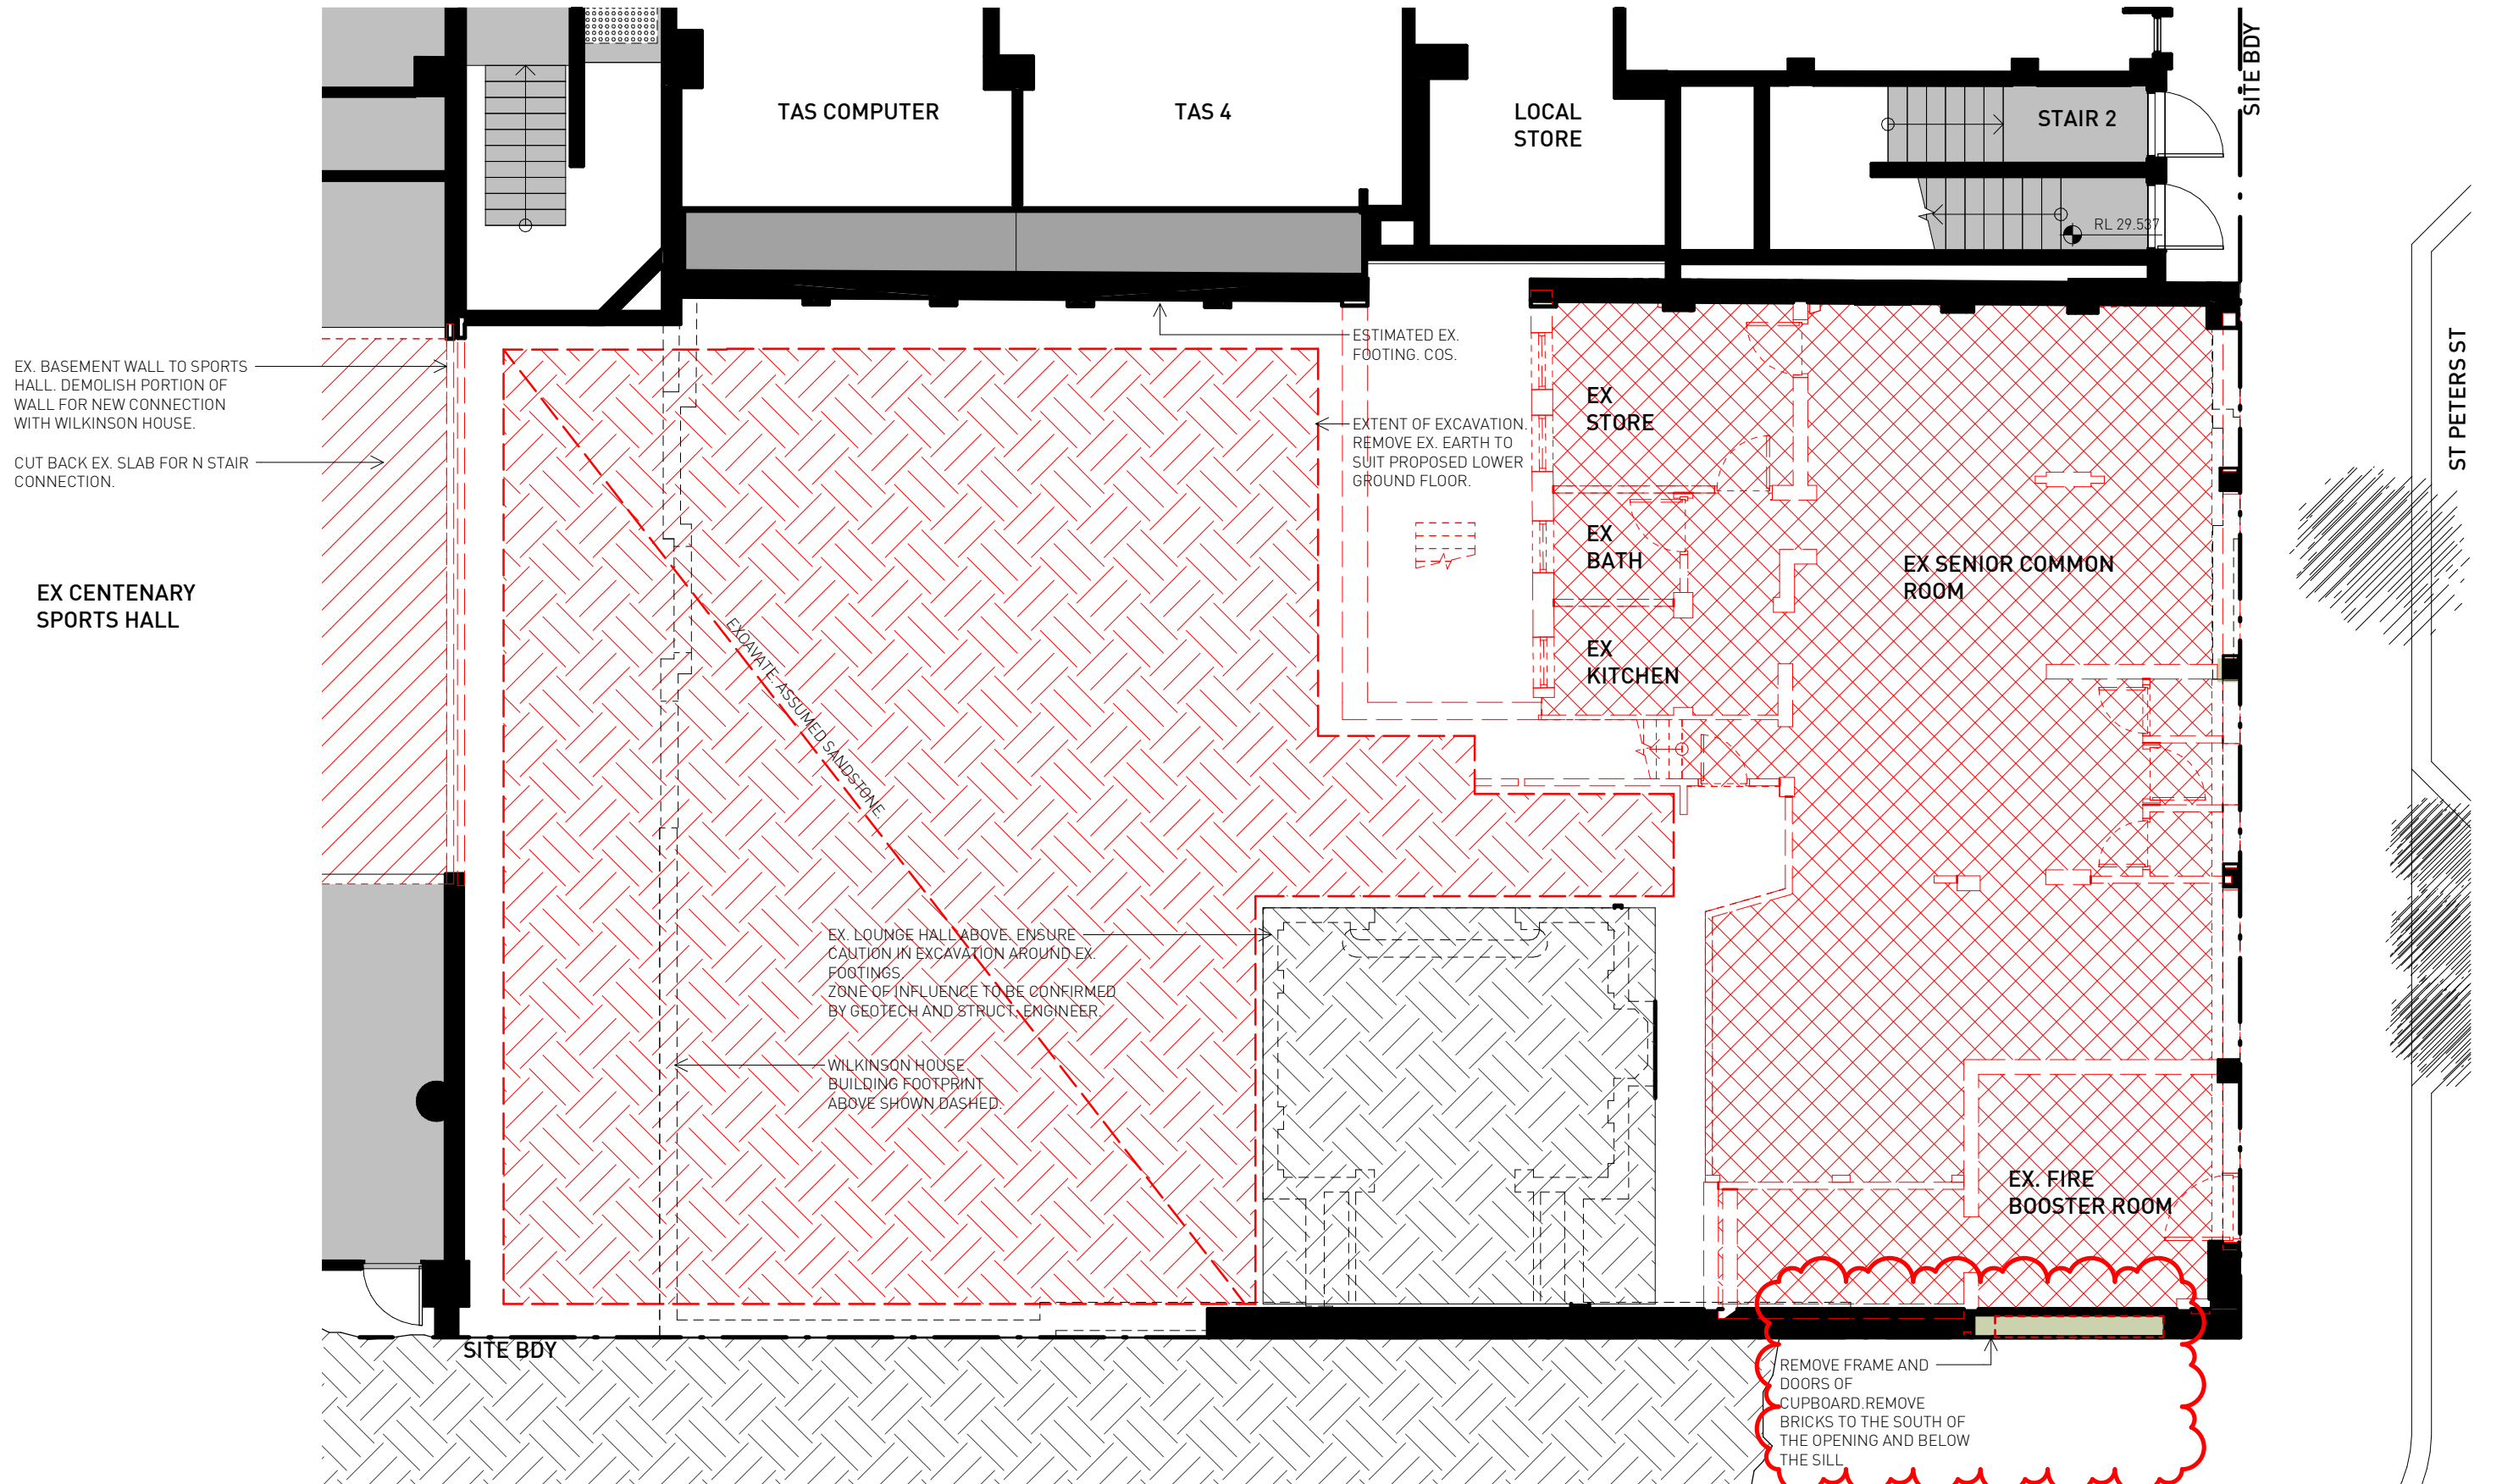 TAS COMPUTER
TAS 4
LOCAL
STORE
STAIR 2
SITE BDY
RL 29.537
ST PETERS ST
ESTIMATED EX.
FOOTING. COS.
EX. BASEMENT WALL TO SPORTS
HALL. DEMOLISH PORTION OF
WALL FOR NEW CONNECTION
WITH WILKINSON HOUSE.
CUT BACK EX. SLAB FOR N STAIR
CONNECTION.
EX CENTENARY
SPORTS HALL
EXTENT OF EXCAVATION.
REMOVE EX. EARTH TO
SUIT PROPOSED LOWER
GROUND FLOOR.
EX
STORE
EX
BATH
EX
KITCHEN
EX SENIOR COMMON
ROOM
EXCAVATE. ASSUMED SANDSTONE.
EX. LOUNGE HALL ABOVE. ENSURE
CAUTION IN EXCAVATION AROUND EX.
FOOTINGS.
ZONE OF INFLUENCE TO BE CONFIRMED
BY GEOTECH AND STRUCT. ENGINEER.
WILKINSON HOUSE
BUILDING FOOTPRINT
ABOVE SHOWN DASHED.
EX. FIRE
BOOSTER ROOM
SITE BDY
REMOVE FRAME AND
DOORS OF
CUPBOARD.REMOVE
BRICKS TO THE SOUTH OF
THE OPENING AND BELOW
THE SILL